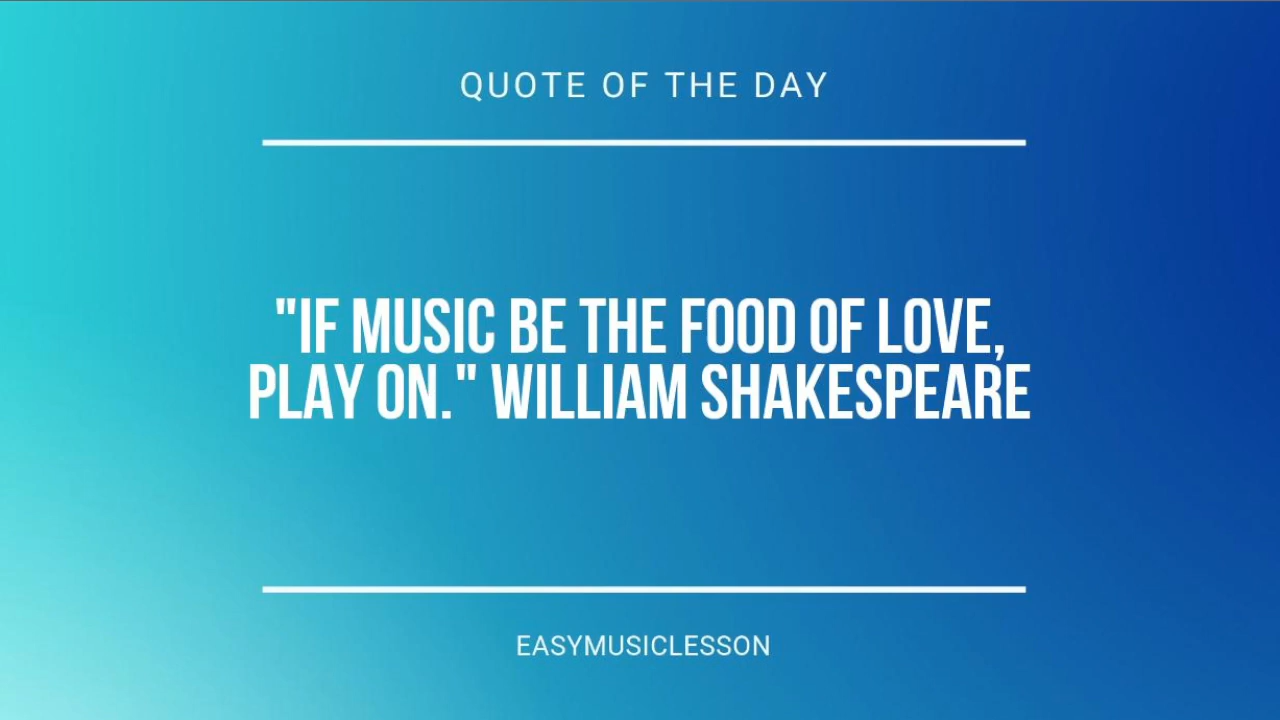 QUOTE OF THE DAY
"IF MUSIC BE THE FOOD OF LOVE,
PLAY ON." WILLIAM SHAKESPEARE
EASYMUSICLESSON